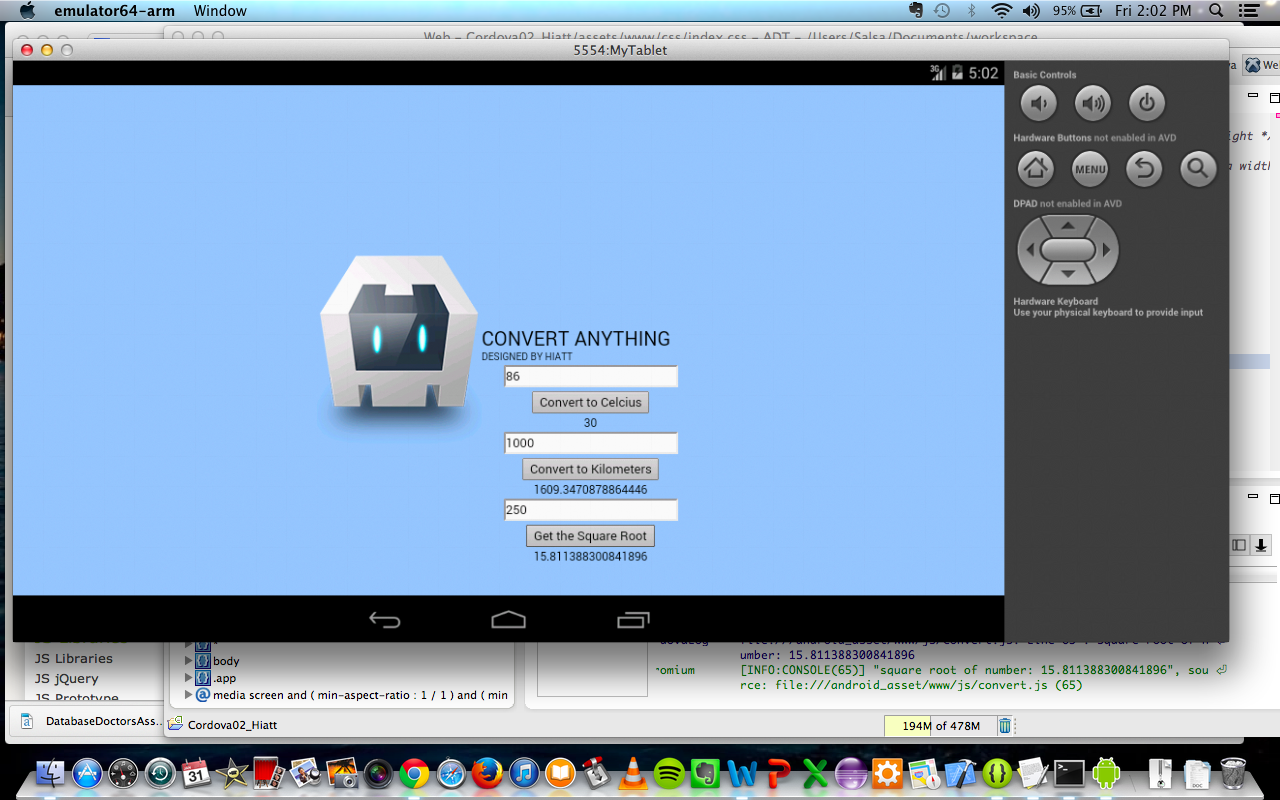 emulator64-arm Window 95% Fri 2:02 PM
Web - Cordova02_Hiatt/assets/www/css/index.css - ADT - /Users/Salsa/Documents/workspace
5554:MyTablet
3G 5:02
Basic Controls
Hardware Buttons not enabled in AVD
MENU
DPAD not enabled in AVD
Hardware Keyboard
Use your physical keyboard to provide input
We
ight */
width
CONVERT ANYTHING
DESIGNED BY HIATT
86
Convert to Celcius
30
1000
Convert to Kilometers
1609.3470878864446
250
Get the Square Root
15.811388300841896
JS Libraries
JS jQuery
JS Prototype
body
.app
media screen and ( min-aspect-ratio : 1 / 1 ) and ( min
umber: 15.811388300841896
romium [INFO:CONSOLE(65)] "square root of number: 15.811388300841896", sou
rce: file:///android_asset/www/js/convert.js (65)
DatabaseDoctorsAss...
Cordova02_Hiatt
194M of 478M
31